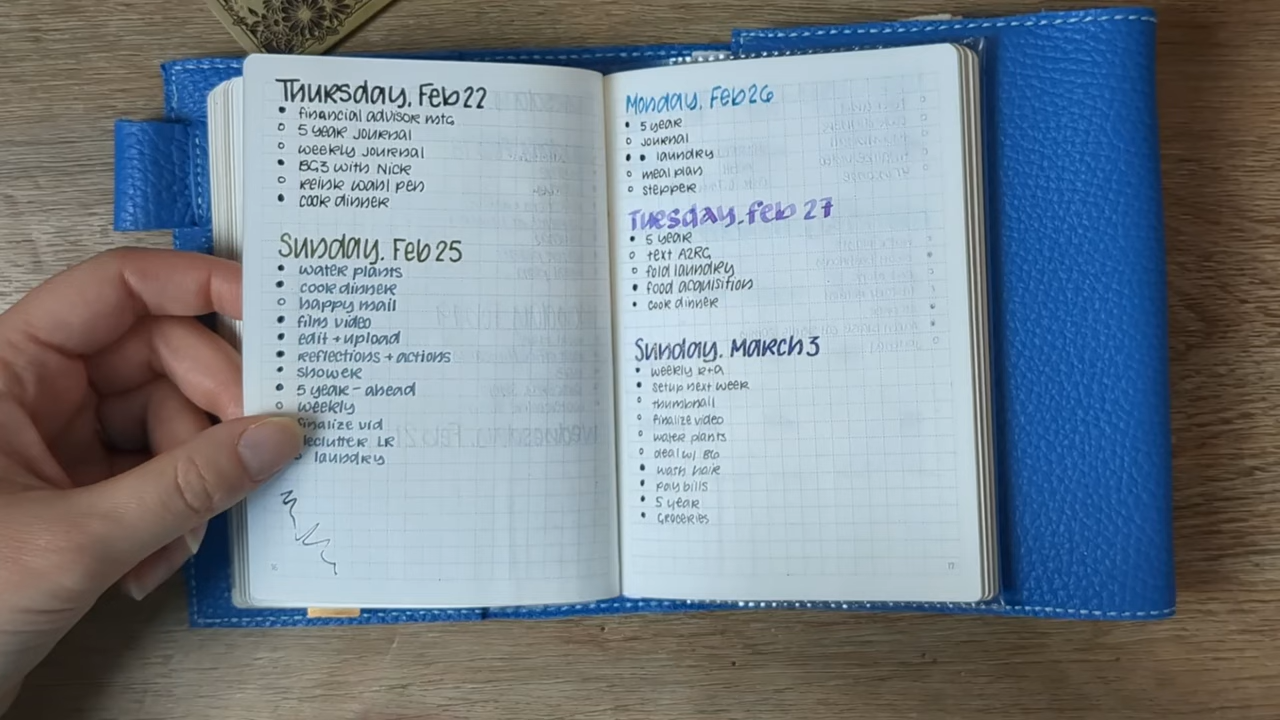 Thursday, Feb 22
• financial advisor mtg
○ 5 year journal
○ weekly journal
• BG3 with Nick
○ reink wahl pen
• cook dinner
Sunday, Feb 25
• water plants
• cook dinner
○ happy mail
• film video
• edit + upload
• reflections + actions
• shower
• 5 year - ahead
○ weekly
finalize vid
declutter LR
laundry
16
Monday, Feb 26
• 5 year
○ journal
• • laundry
○ meal plan
○ stepper
Tuesday, Feb 27
• 5 year
○ text A2RG
○ fold laundry
• food acquisition
• cook dinner
Sunday, March 3
• weekly r+a
• setup next week
○ thumbnail
○ finalize video
○ water plants
○ deal w/ BG
• wash hair
• pay bills
• 5 year
• groceries
17